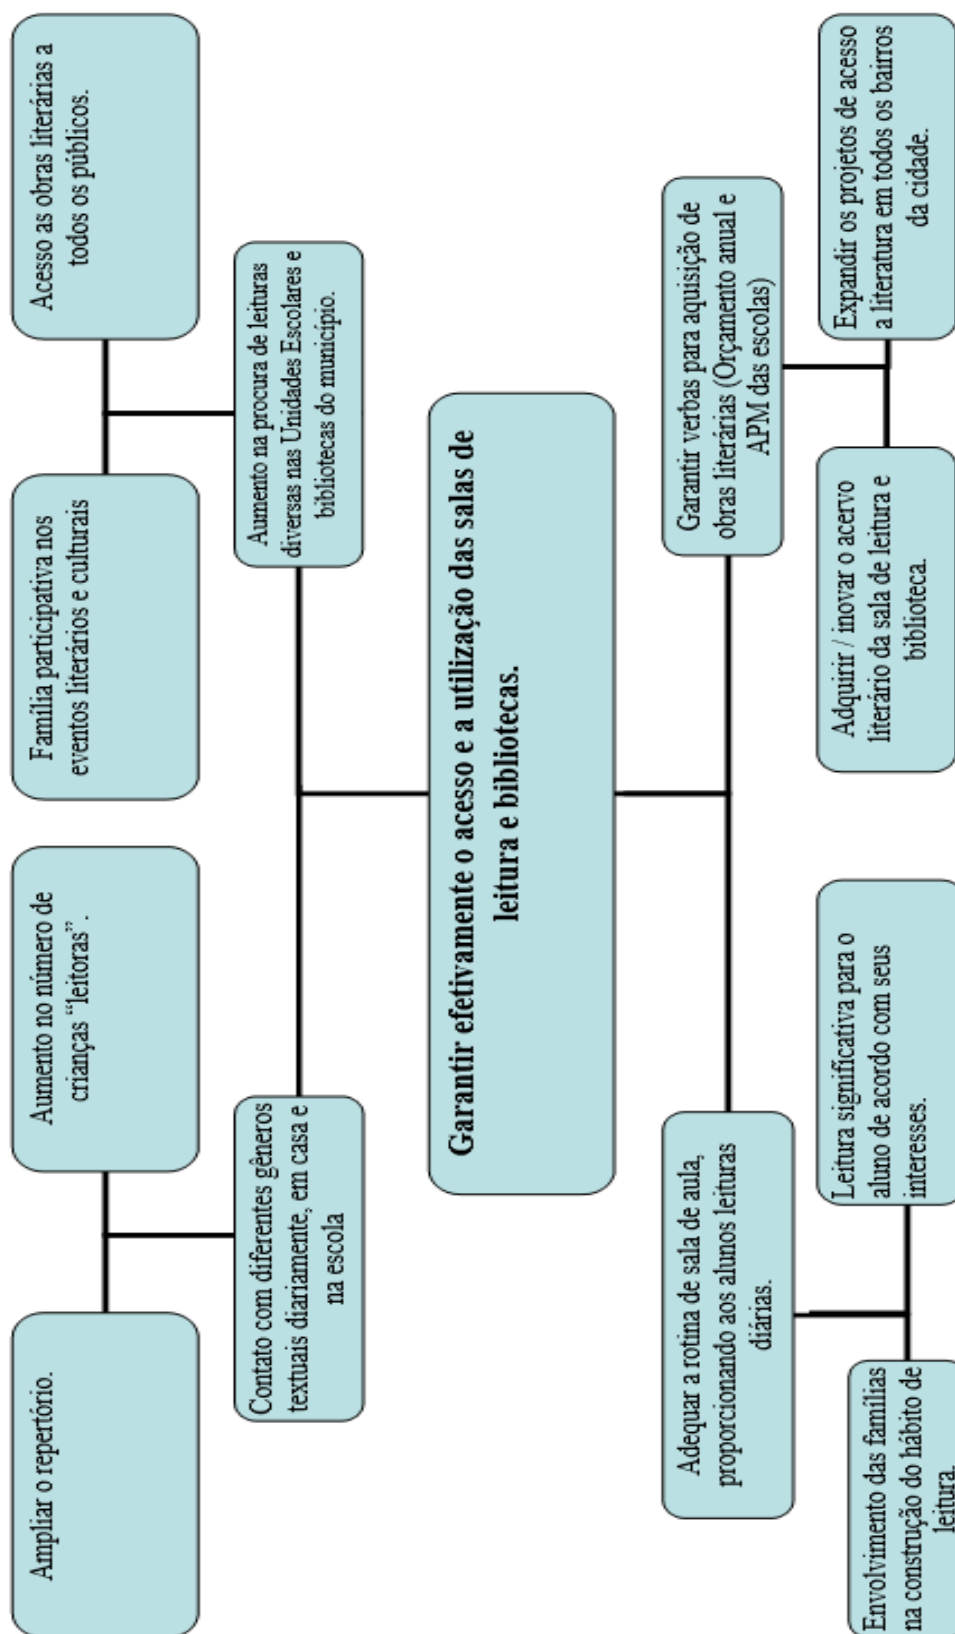 Ampliar o repertório.
Aumento no número de
crianças “leitoras”.
Família participativa nos
eventos literários e culturais
Acesso as obras literárias a
todos os públicos.
Contato com diferentes gêneros
textuais diariamente, em casa e
na escola
Aumento na procura de leituras
diversas nas Unidades Escolares e
bibliotecas do município.
Garantir efetivamente o acesso e a utilização das salas de
leitura e bibliotecas.
Adequar a rotina de sala de aula,
proporcionando aos alunos leituras
diárias.
Garantir verbas para aquisição de
obras literárias (Orçamento anual e
APM das escolas)
Envolvimento das famílias
na construção do hábito de
leitura.
Leitura significativa para o
aluno de acordo com seus
interesses.
Adquirir / inovar o acervo
literário da sala de leitura e
biblioteca.
Expandir os projetos de acesso
a literatura em todos os bairros
da cidade.